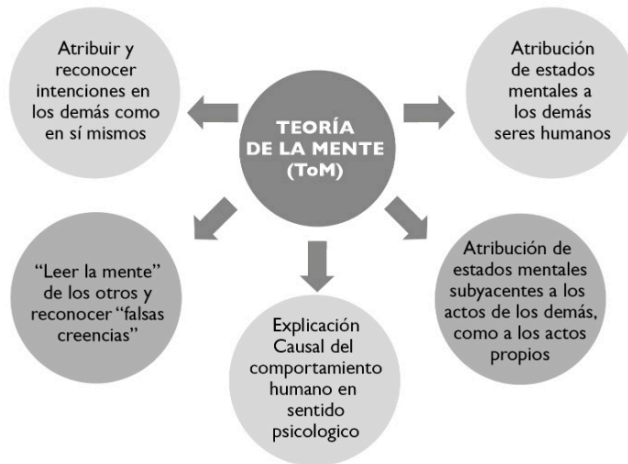 Atribuir y
reconocer
intenciones en
los demás como
en sí mismos
TEORÍA
DE LA MENTE
(ToM)
Atribución
de estados
mentales a
los demás
seres humanos
“Leer la mente”
de los otros y
reconocer “falsas
creencias”
Explicación
Causal del
comportamiento
humano en
sentido
psicologico
Atribución de
estados mentales
subyacentes a los
actos de los demás,
como a los actos
propios